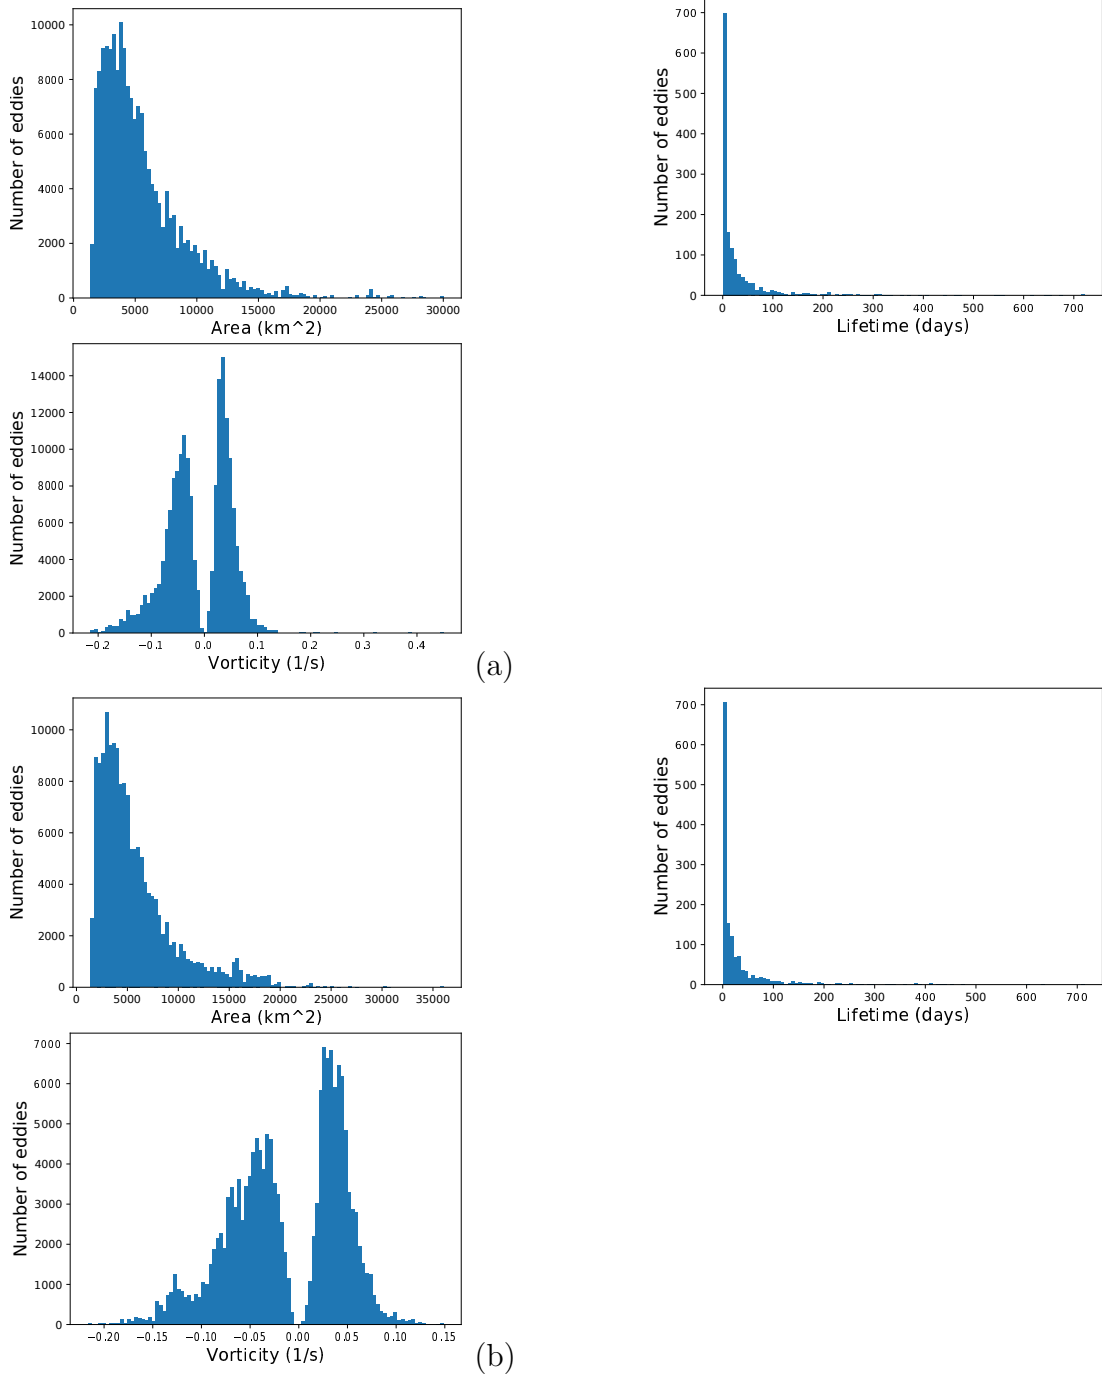 10000
8000
6000
4000
2000
0
Number of eddies
0 5000 10000 15000 20000 25000 30000
Area (km^2)
700
600
500
400
300
200
100
0
Number of eddies
0 100 200 300 400 500 600 700
Lifetime (days)
14000
12000
10000
8000
6000
4000
2000
0
Number of eddies
−0.2 −0.1 0.0 0.1 0.2 0.3 0.4
Vorticity (1/s)
(a)
10000
8000
6000
4000
2000
0
Number of eddies
0 5000 10000 15000 20000 25000 30000 35000
Area (km^2)
700
600
500
400
300
200
100
0
Number of eddies
0 100 200 300 400 500 600 700
Lifetime (days)
7000
6000
5000
4000
3000
2000
1000
0
Number of eddies
−0.20 −0.15 −0.10 −0.05 0.00 0.05 0.10 0.15
Vorticity (1/s)
(b)